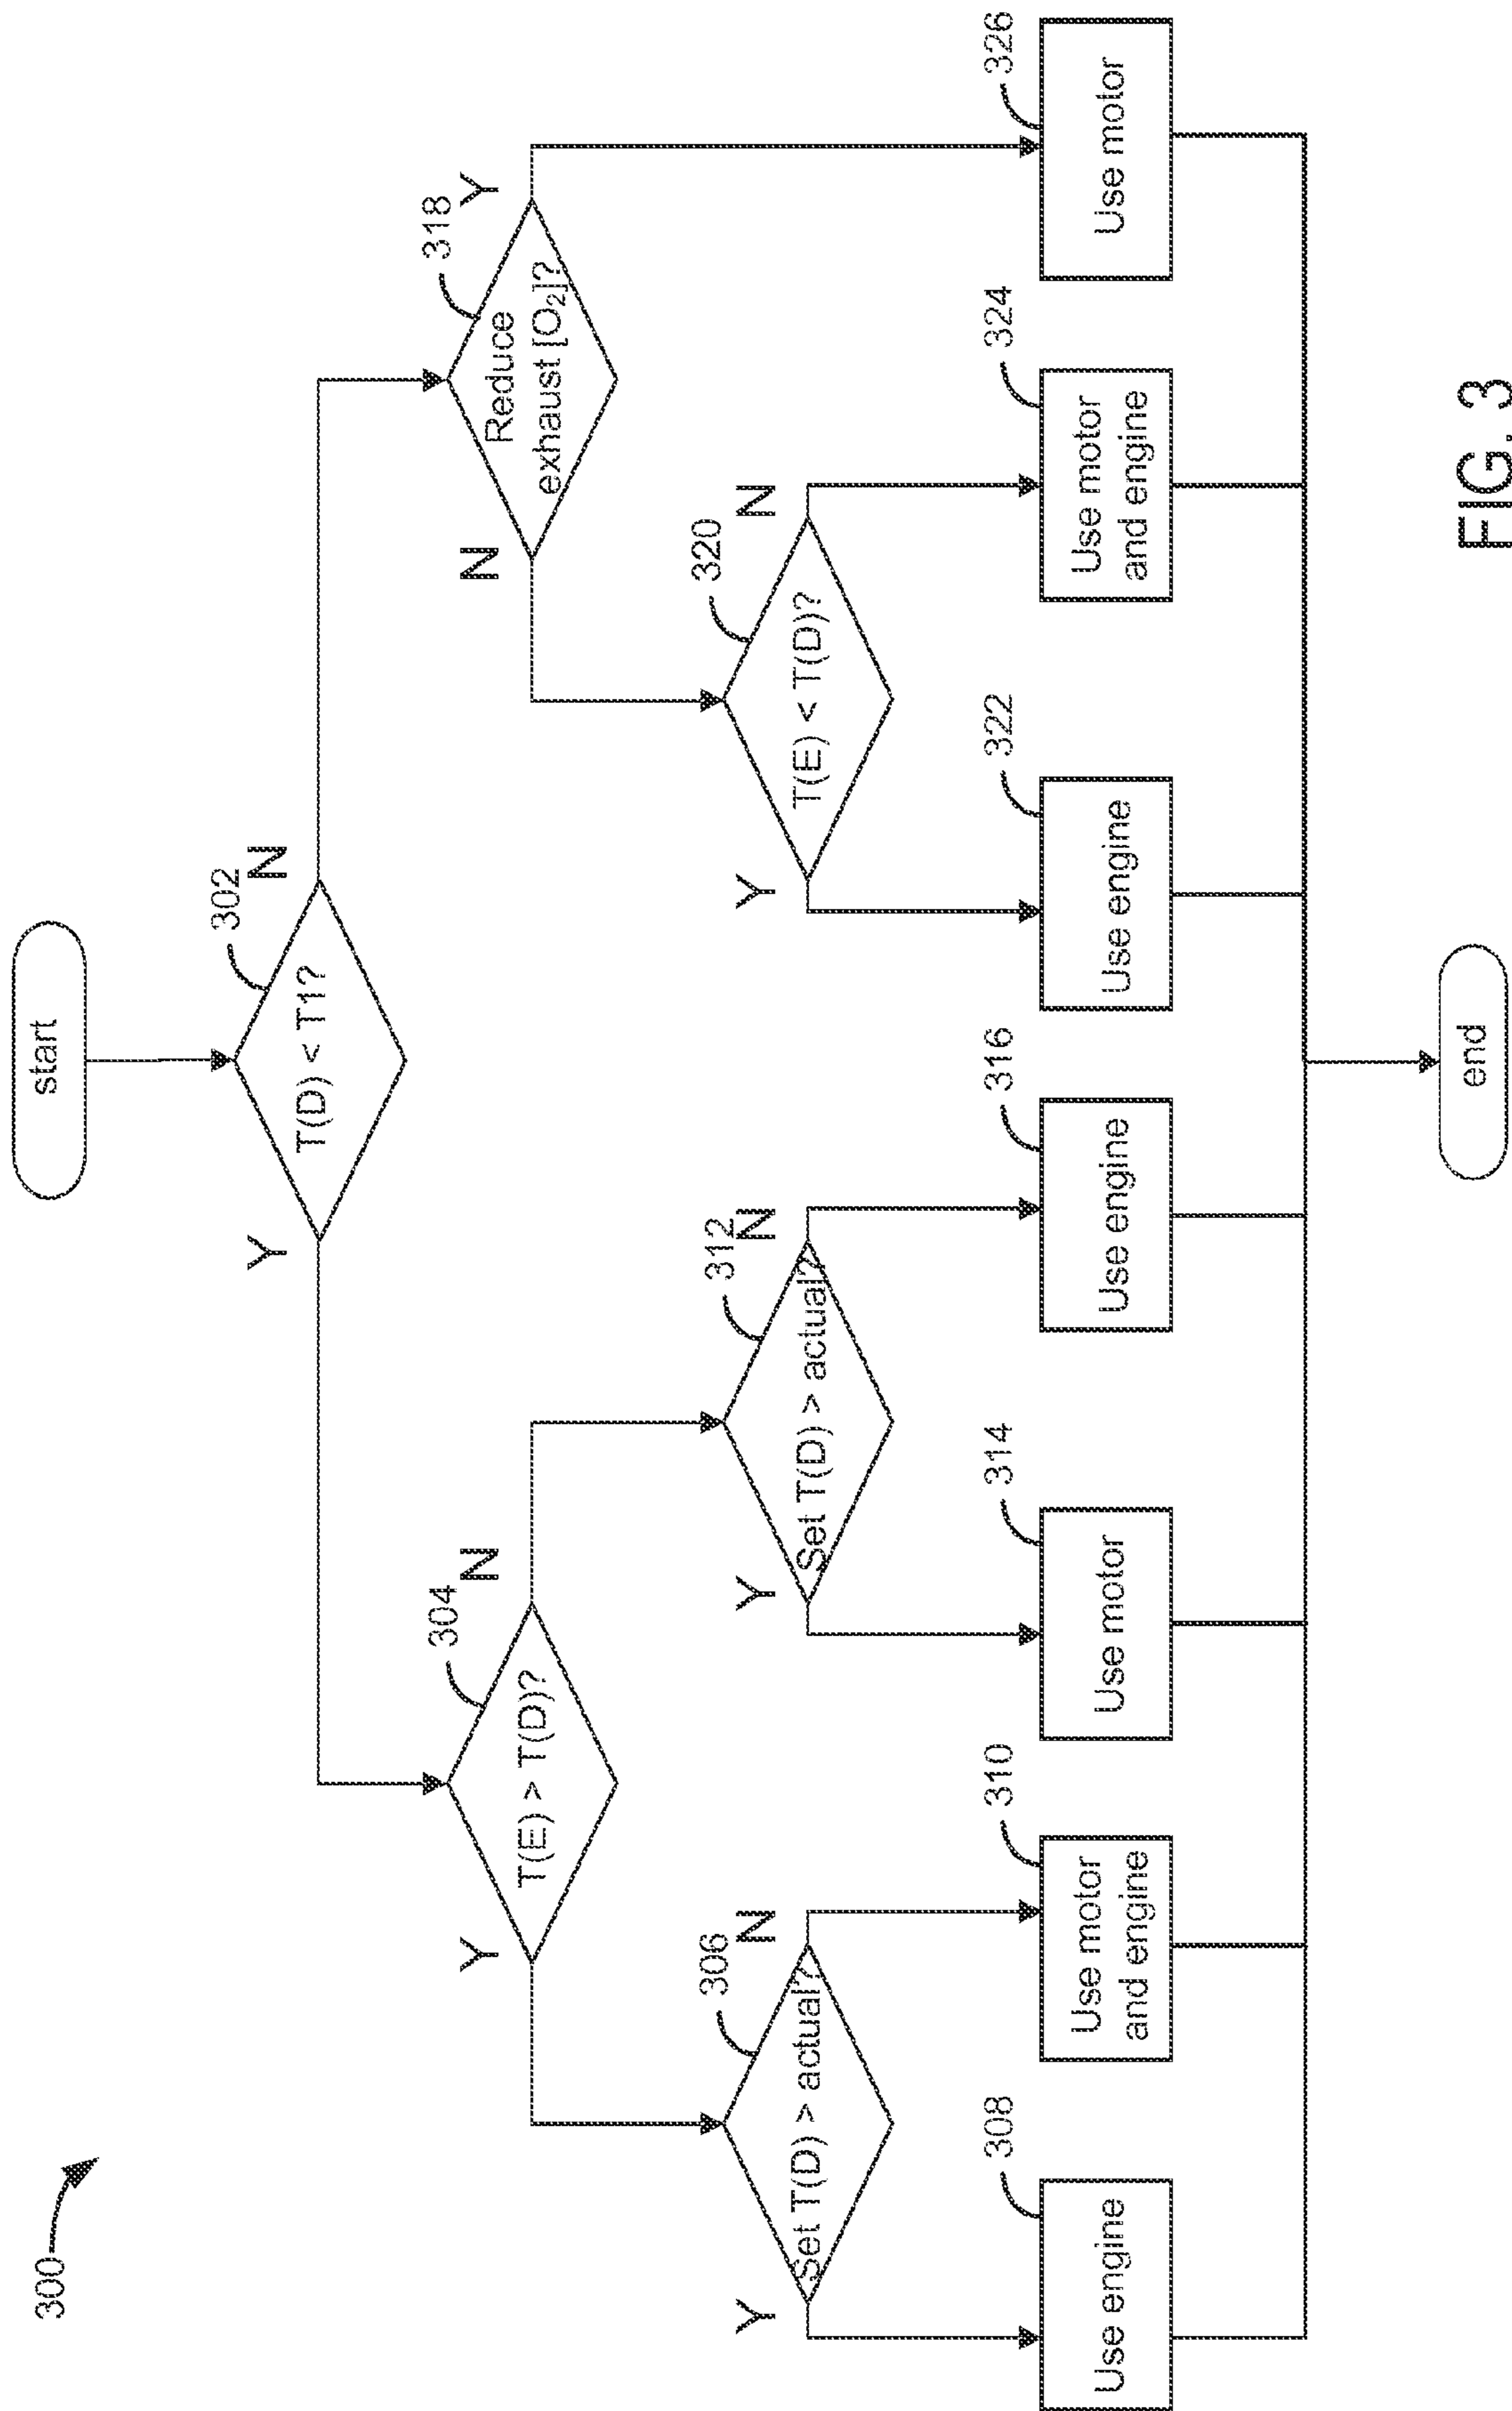 300
start
302
T(D) < T1?
Y
N
304
T(E) > T(D)?
Y
N
318
Reduce
exhaust [O₂]?
N
Y
306
Set T(D) > actual?
Y
N
312
Set T(D) > actual?
Y
N
320
T(E) < T(D)?
Y
N
308
Use engine
310
Use motor
and engine
314
Use motor
316
Use engine
322
Use engine
324
Use motor
and engine
326
Use motor
end
FIG. 3